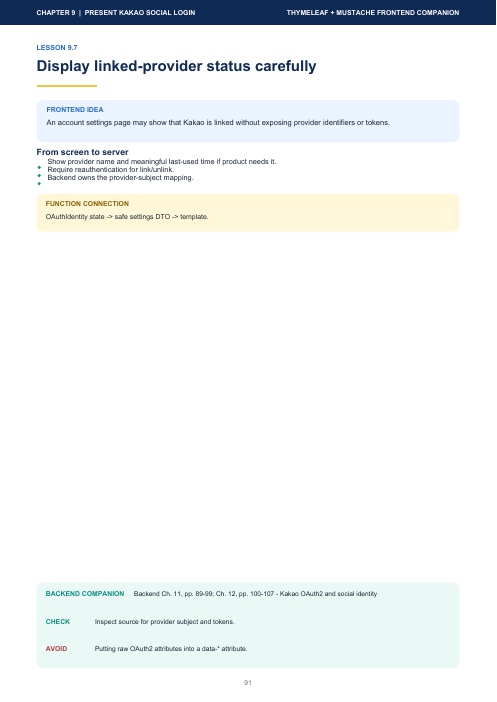 CHAPTER 9 | PRESENT KAKAO SOCIAL LOGIN
THYMELEAF + MUSTACHE FRONTEND COMPANION
LESSON 9.7
Display linked-provider status carefully
FRONTEND IDEA
An account settings page may show that Kakao is linked without exposing provider identifiers or tokens.
From screen to server
Show provider name and meaningful last-used time if product needs it.
Require reauthentication for link/unlink.
Backend owns the provider-subject mapping.
FUNCTION CONNECTION
OAuthIdentity state -> safe settings DTO -> template.
BACKEND COMPANION Backend Ch. 11, pp. 89-99; Ch. 12, pp. 100-107 - Kakao OAuth2 and social identity
CHECK Inspect source for provider subject and tokens.
AVOID Putting raw OAuth2 attributes into a data-* attribute.
91